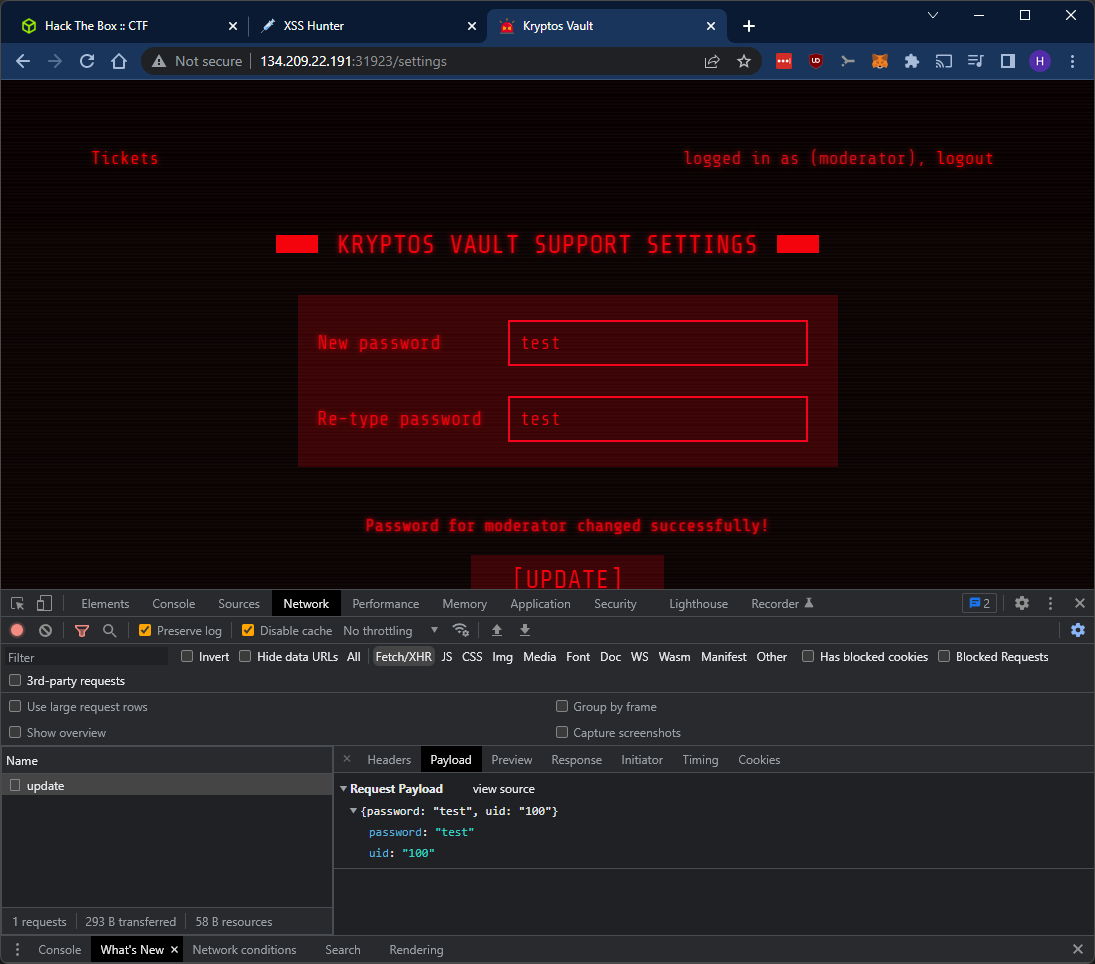 Hack The Box :: CTF XSS Hunter Kryptos Vault
Not secure 134.209.22.191:31923/settings H
Tickets logged in as (moderator), logout
KRYPTOS VAULT SUPPORT SETTINGS
New password test
Re-type password test
Password for moderator changed successfully!
[UPDATE]
Elements Console Sources Network Performance Memory Application Security Lighthouse Recorder 2
Preserve log Disable cache No throttling
Filter Invert Hide data URLs All Fetch/XHR JS CSS Img Media Font Doc WS Wasm Manifest Other Has blocked cookies Blocked Requests
3rd-party requests
Use large request rows Group by frame
Show overview Capture screenshots
Name Headers Payload Preview Response Initiator Timing Cookies
update
Request Payload view source
{password: "test", uid: "100"}
password: "test"
uid: "100"
1 requests 293 B transferred 58 B resources
Console What's New Network conditions Search Rendering